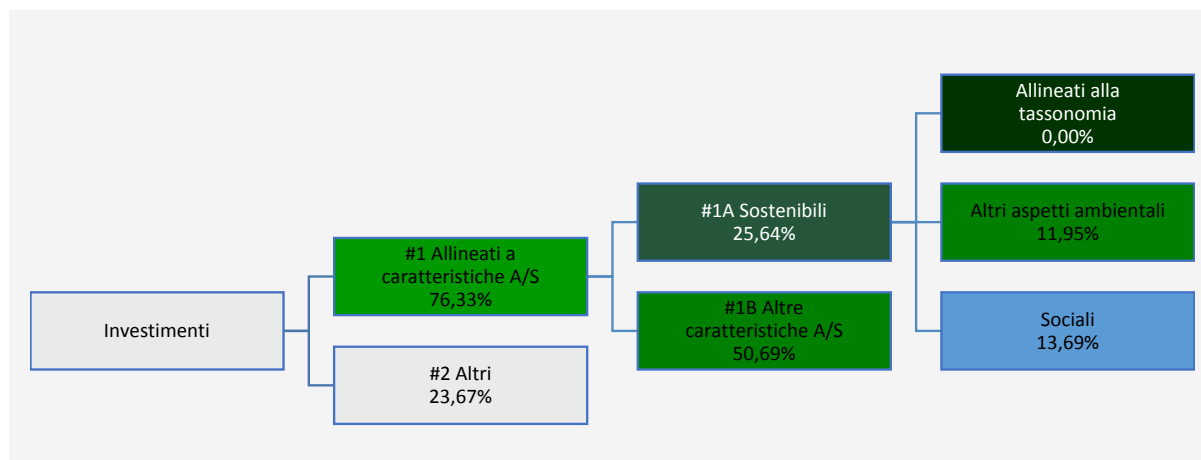 Investimenti
#1 Allineati a
caratteristiche A/S
76,33%
#2 Altri
23,67%
#1A Sostenibili
25,64%
#1B Altre
caratteristiche A/S
50,69%
Allineati alla
tassonomia
0,00%
Altri aspetti ambientali
11,95%
Sociali
13,69%